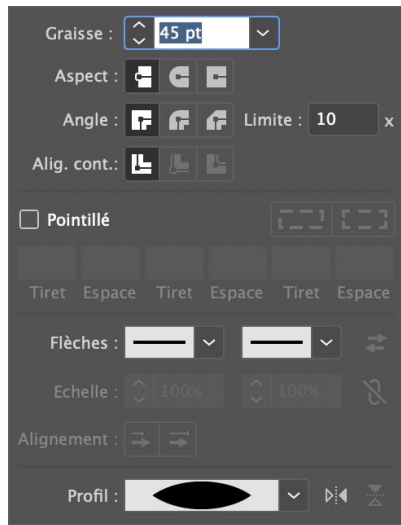 Graisse : 45 pt
Aspect :
Angle : Limite : 10 x
Alig. cont.:
Pointillé
Tiret Espace Tiret Espace Tiret Espace
Flèches :
Echelle : 100% 100%
Alignement :
Profil :